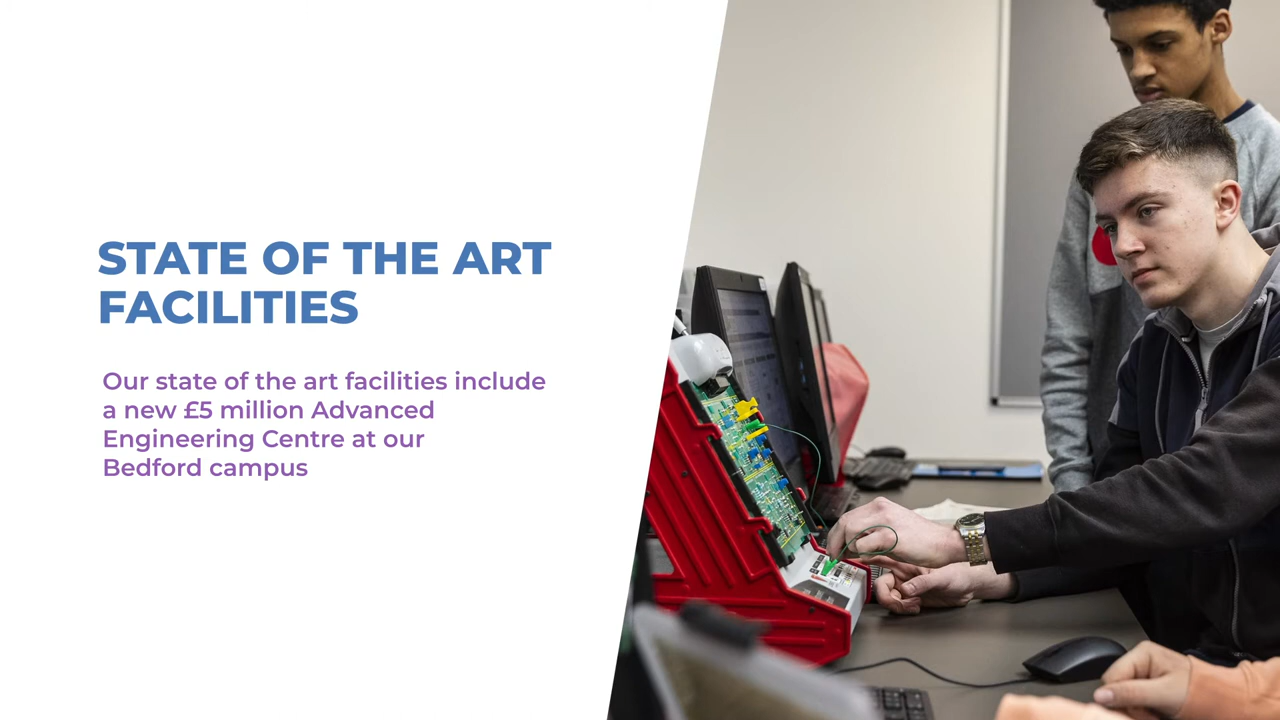 STATE OF THE ART
FACILITIES
Our state of the art facilities include
a new £5 million Advanced
Engineering Centre at our
Bedford campus